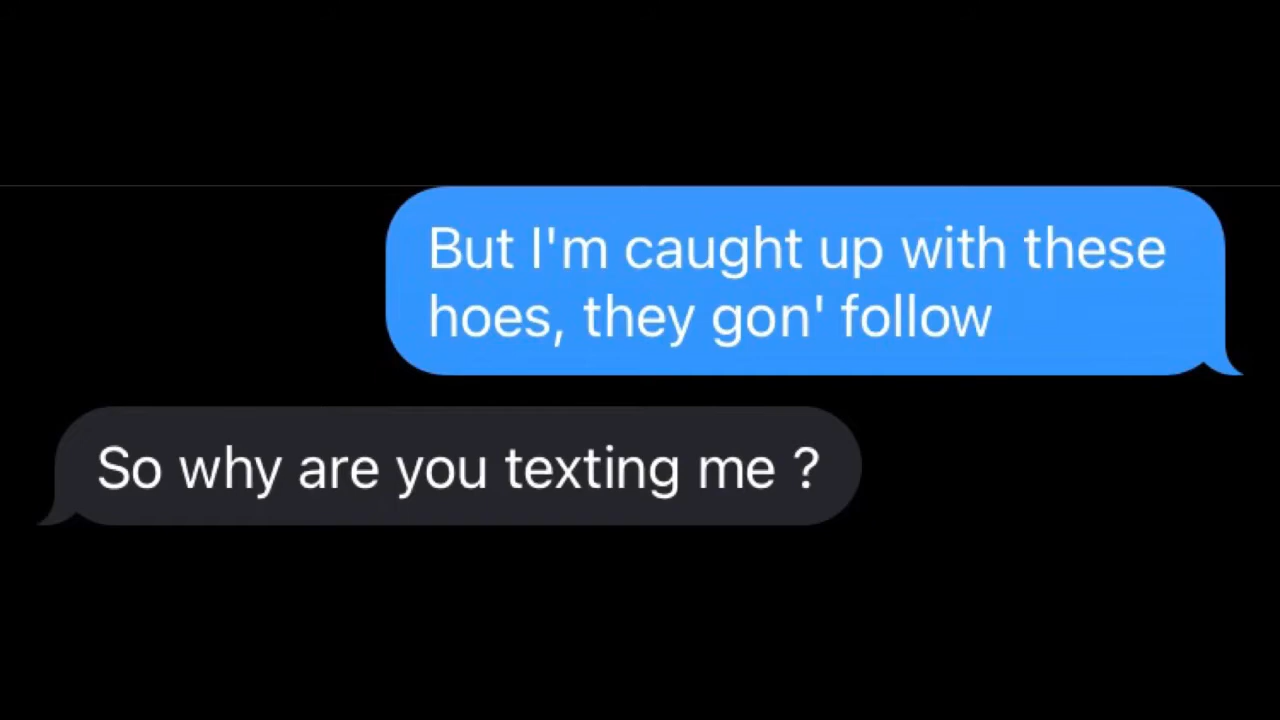 But I'm caught up with these
hoes, they gon' follow
So why are you texting me ?